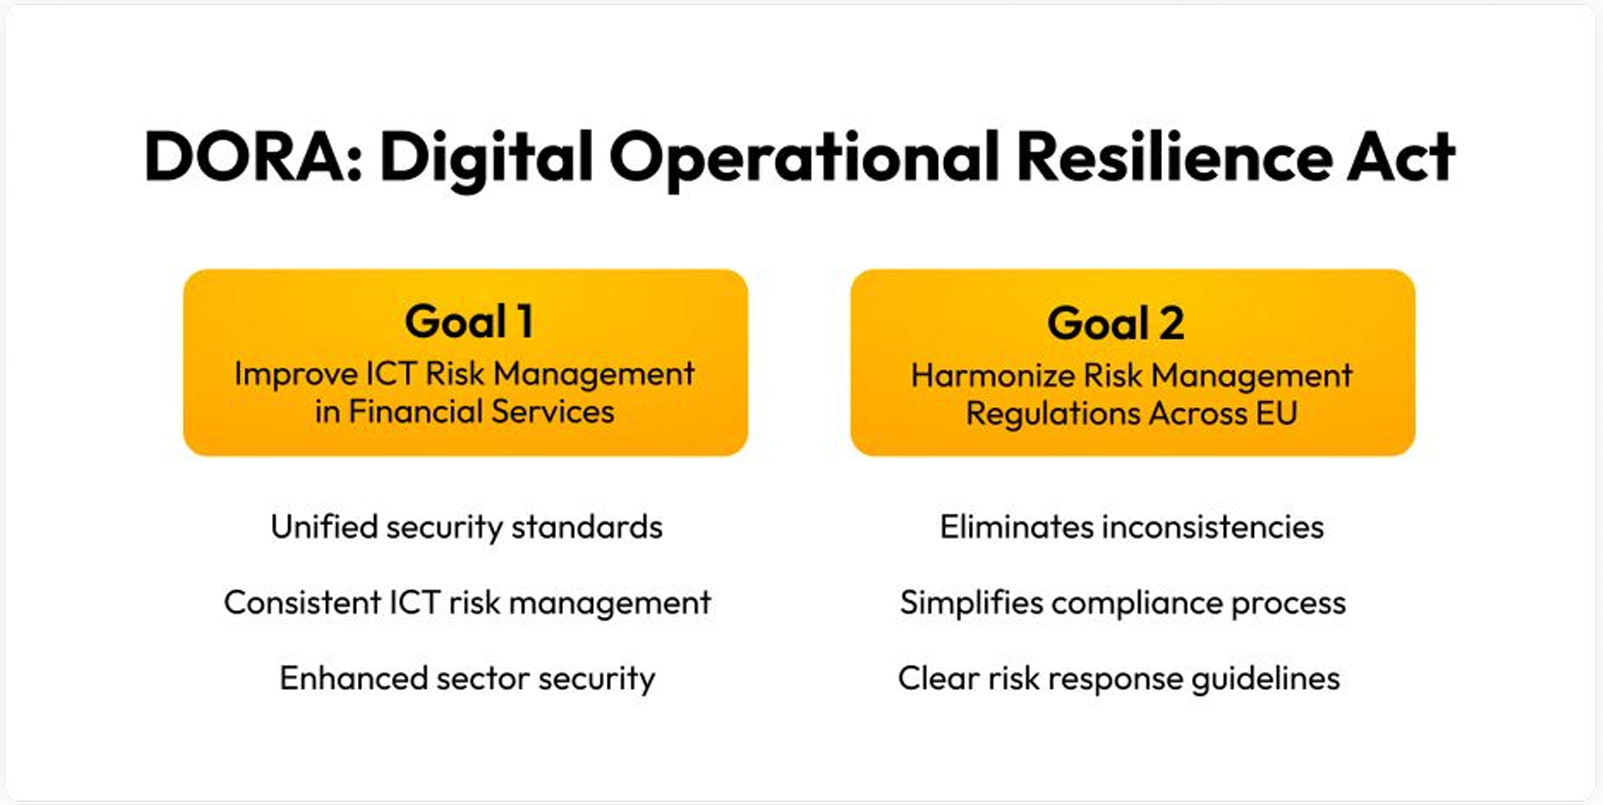 DORA: Digital Operational Resilience Act
Goal 1
Improve ICT Risk Management
in Financial Services
Unified security standards
Consistent ICT risk management
Enhanced sector security
Goal 2
Harmonize Risk Management
Regulations Across EU
Eliminates inconsistencies
Simplifies compliance process
Clear risk response guidelines